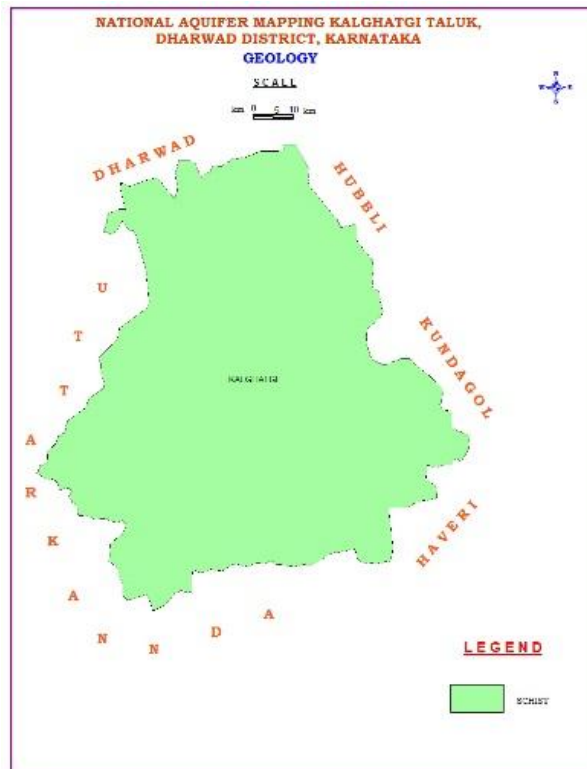 NATIONAL AQUIFER MAPPING KALGHATGI TALUK,
DHARWAD DISTRICT, KARNATAKA
GEOLOGY
SCALE
km 0 5 10 km
N
W E
S
DHARWAD
HUBBLI
UTTTARKANNDA
KUNDAGOL
KALGHATGI
HAVERI
LEGEND
SCHIST